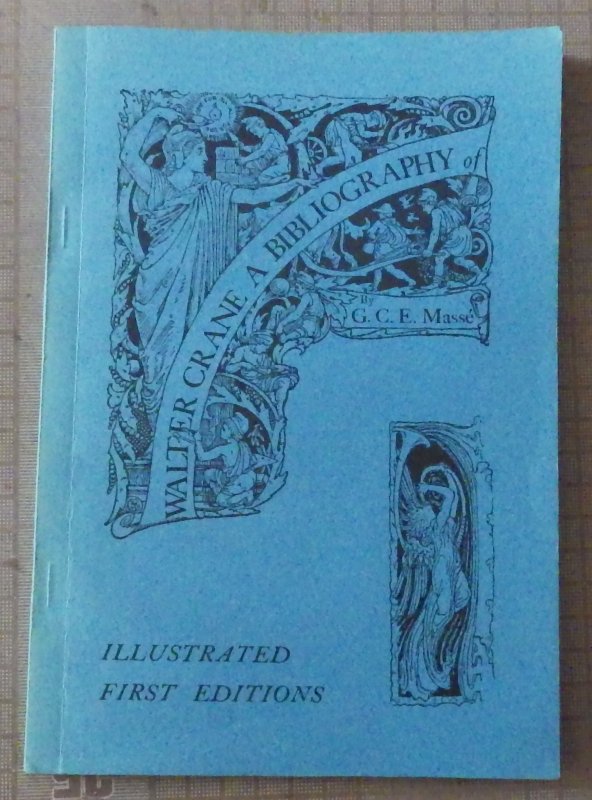 WALTER CRANE A BIBLIOGRAPHY of
BY
G. C. E. Massé
ILLUSTRATED
FIRST EDITIONS